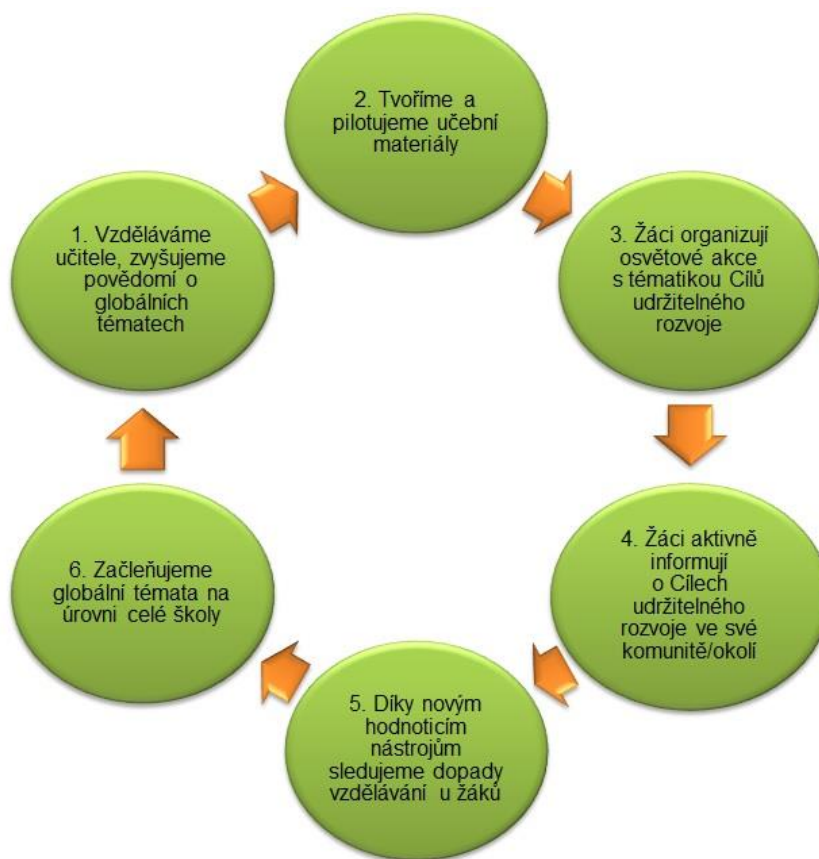 1. Vzděláváme
učitele, zvyšujeme
povědomí o
globálních
tématech
2. Tvoříme a
pilotujeme učební
materiály
3. Žáci organizují
osvětové akce
s tématikou Cílů
udržitelného
rozvoje
4. Žáci aktivně
informují
o Cílech
udržitelného
rozvoje ve své
komunitě/okolí
5. Díky novým
hodnoticím
nástrojům
sledujeme dopady
vzdělávání u žáků
6. Začleňujeme
globální témata na
úrovni celé školy